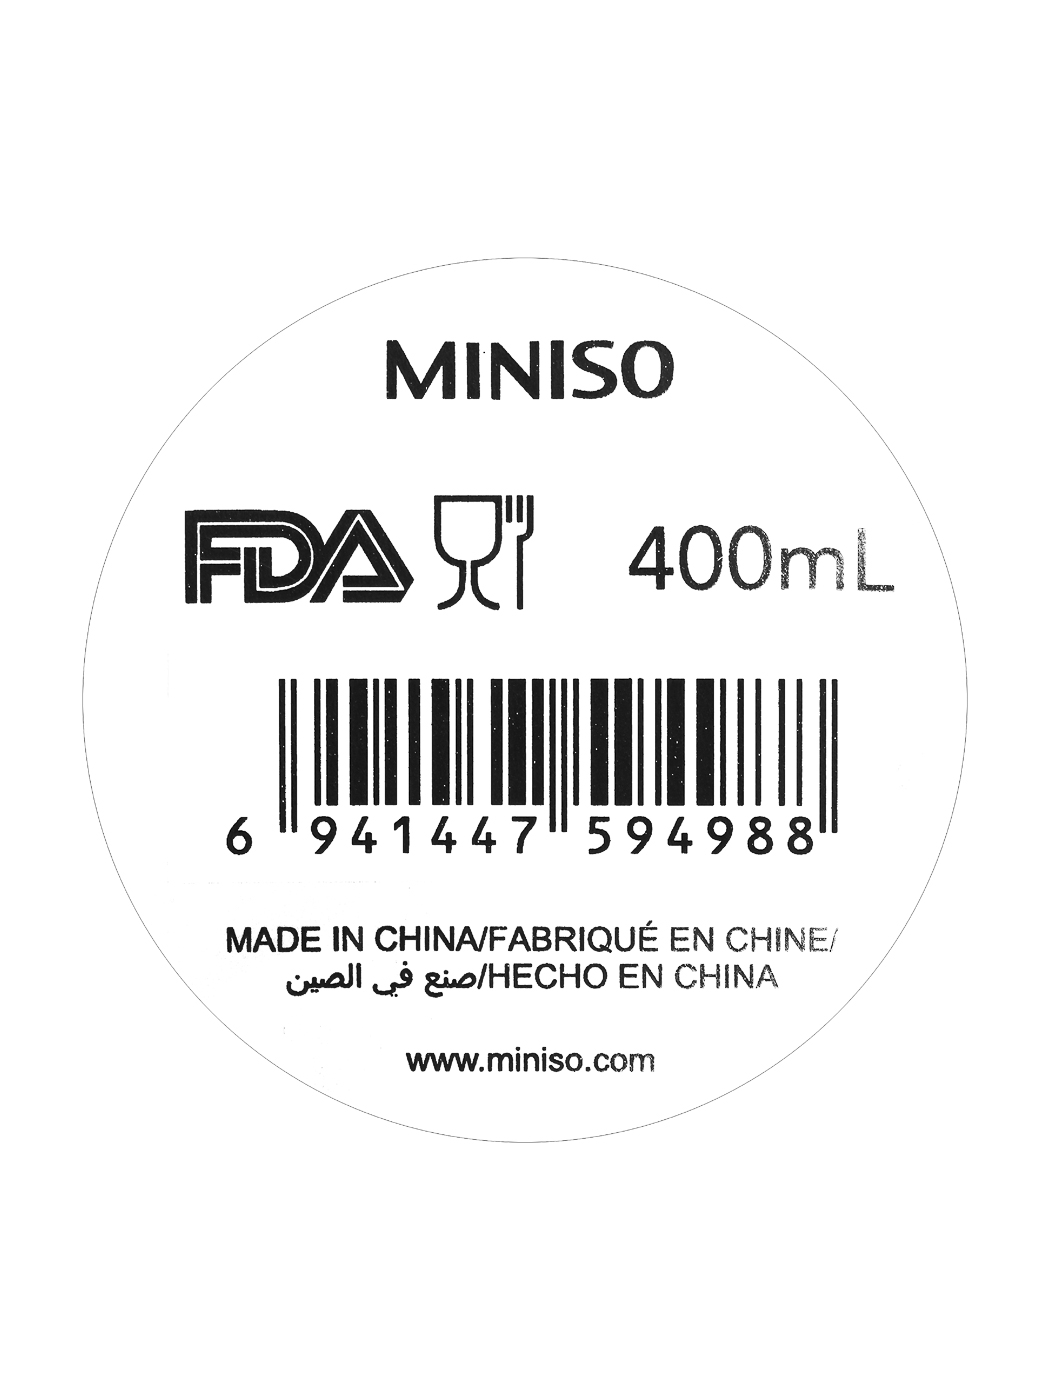 MINISO
FDA 400mL
6 941447 594988
MADE IN CHINA/FABRIQUÉ EN CHINE/
صنع في الصين/HECHO EN CHINA
www.miniso.com